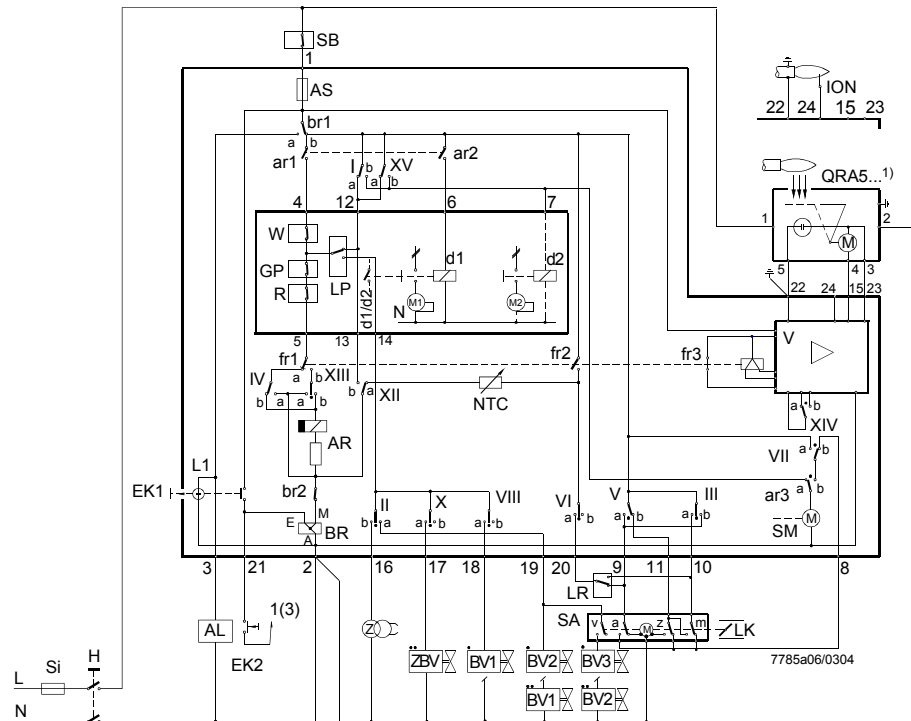 SB
1
AS
br1
a b
ar1
ar2
I b XV
a a b
ION
22 24 15 23
QRA5...1)
1 2
M
5 4 3
22 24 15 23
4 12 6 7
W
GP
R
LP
d1/d2
d1
d2
N M1
M2
5 13 14
fr1
fr2
fr3
V
IV a b XIII
b a a b
b a XII
NTC
a b
XIV
AR
VII a b
L1
EK1
br2
M
E BR
A
II
b a
X
a b
VIII
a b
VI
a b
V
a b
III
a b
ar3 a b
SM M
3 21 2 16 17 18 19 20 9 11 10 8
LR
SA v a M z m LK
AL
1(3)
EK2
Z
ZBV BV1 BV2 BV3
BV1 BV2
7785a06/0304
L Si H
N